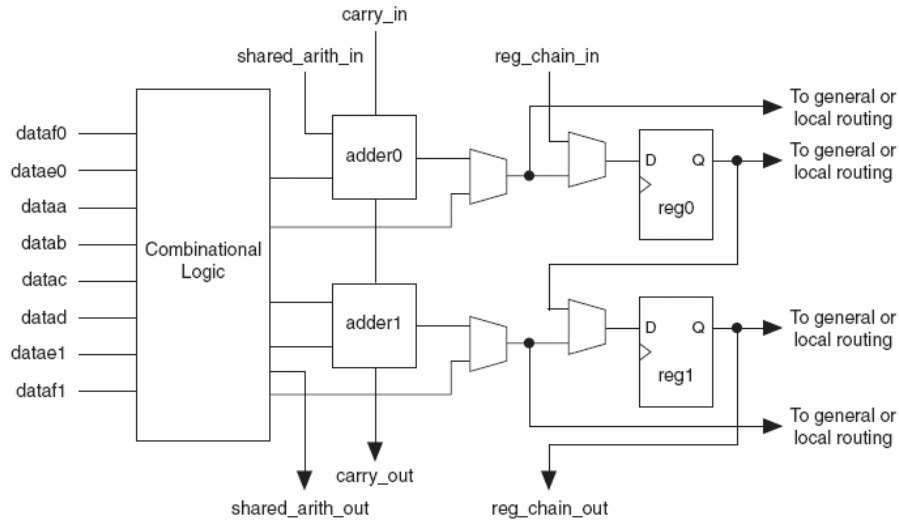 carry_in
shared_arith_in
reg_chain_in
To general or
local routing
dataf0
adder0
D
Q
To general or
local routing
datae0
reg0
dataa
datab
Combinational
Logic
datac
datad
adder1
D
Q
To general or
local routing
datae1
reg1
dataf1
To general or
local routing
carry_out
shared_arith_out
reg_chain_out